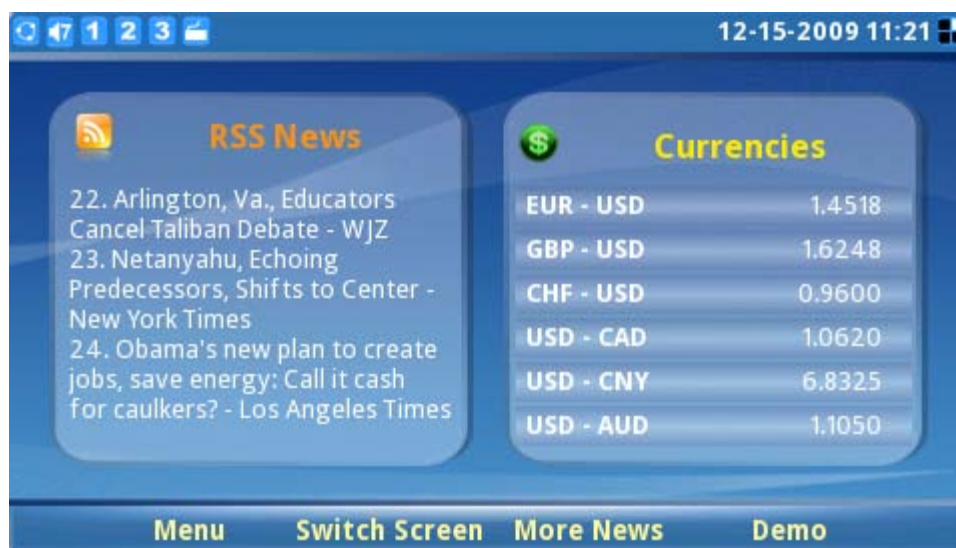 7 1 2 3
12-15-2009 11:21
RSS News
22. Arlington, Va., Educators
Cancel Taliban Debate - WJZ
23. Netanyahu, Echoing
Predecessors, Shifts to Center -
New York Times
24. Obama's new plan to create
jobs, save energy: Call it cash
for caulkers? - Los Angeles Times
$
Currencies
EUR - USD 1.4518
GBP - USD 1.6248
CHF - USD 0.9600
USD - CAD 1.0620
USD - CNY 6.8325
USD - AUD 1.1050
Menu Switch Screen More News Demo